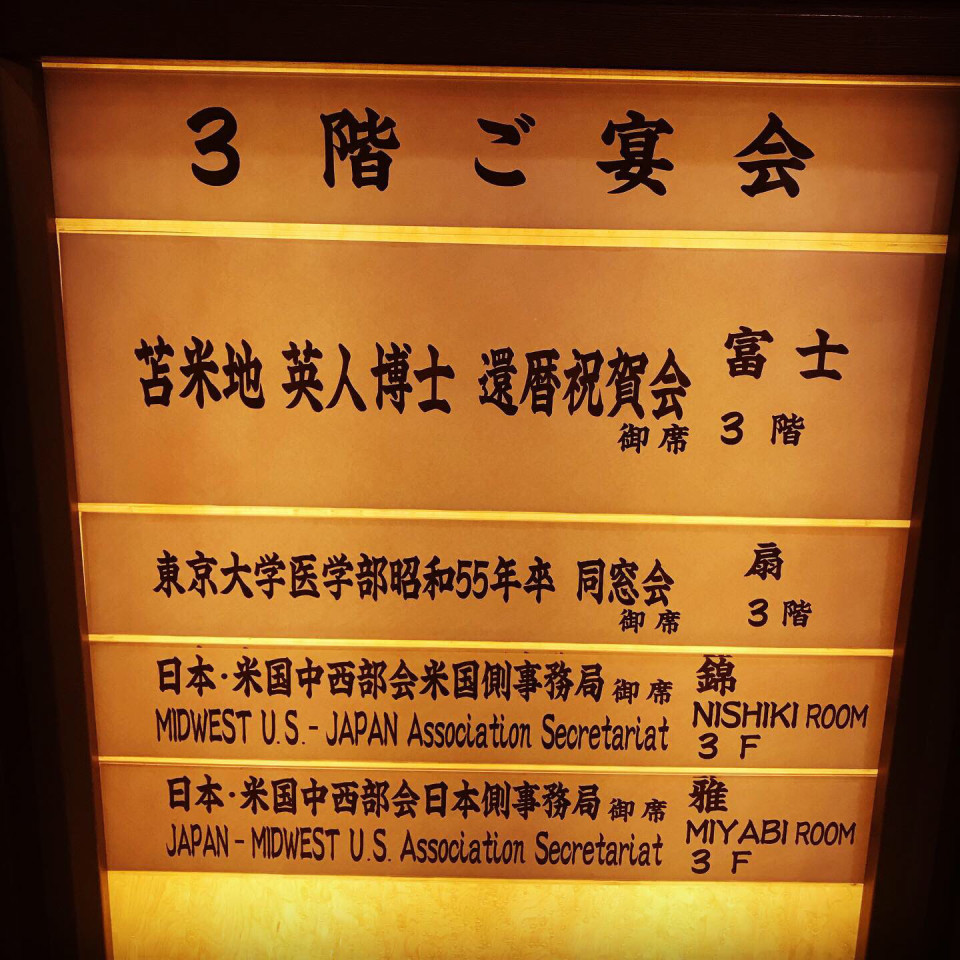 3階ご宴会
苫米地 英人博士 還暦祝賀会 富士
御席 3階
東京大学医学部昭和55年卒 同窓会 扇
御席 3階
日本・米国中西部会米国側事務局 御席 錦
MIDWEST U.S.- JAPAN Association Secretariat NISHIKI ROOM
3 F
日本・米国中西部会日本側事務局 御席 雅
JAPAN - MIDWEST U.S. Association Secretariat MIYABI ROOM
3 F